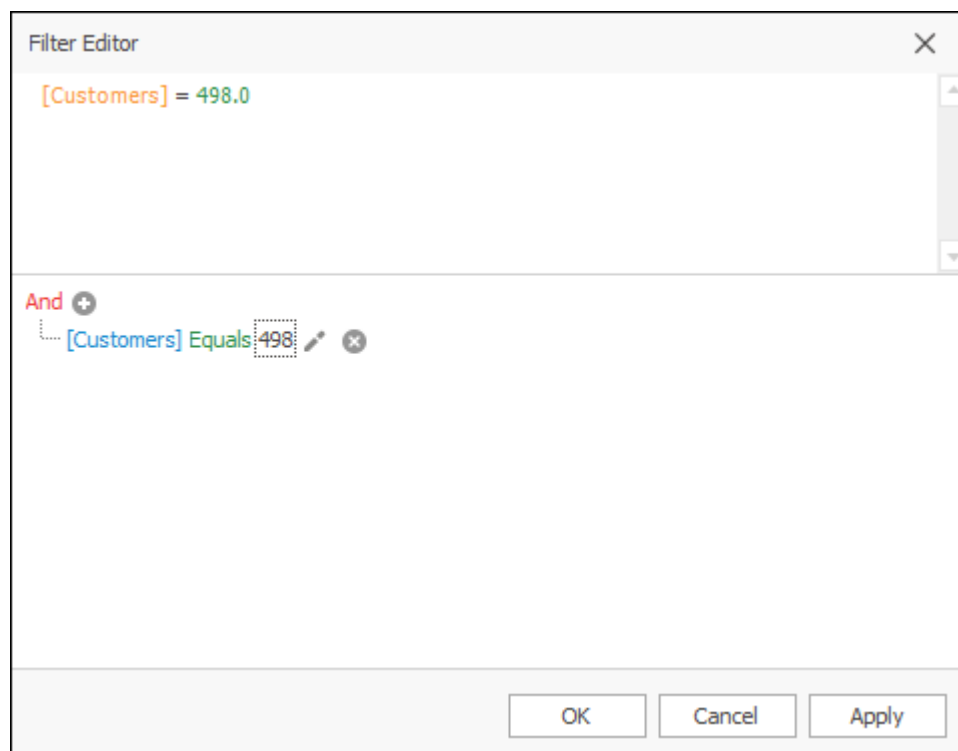 Filter Editor
[Customers] = 498.0
And
[Customers] Equals 498
OK Cancel Apply